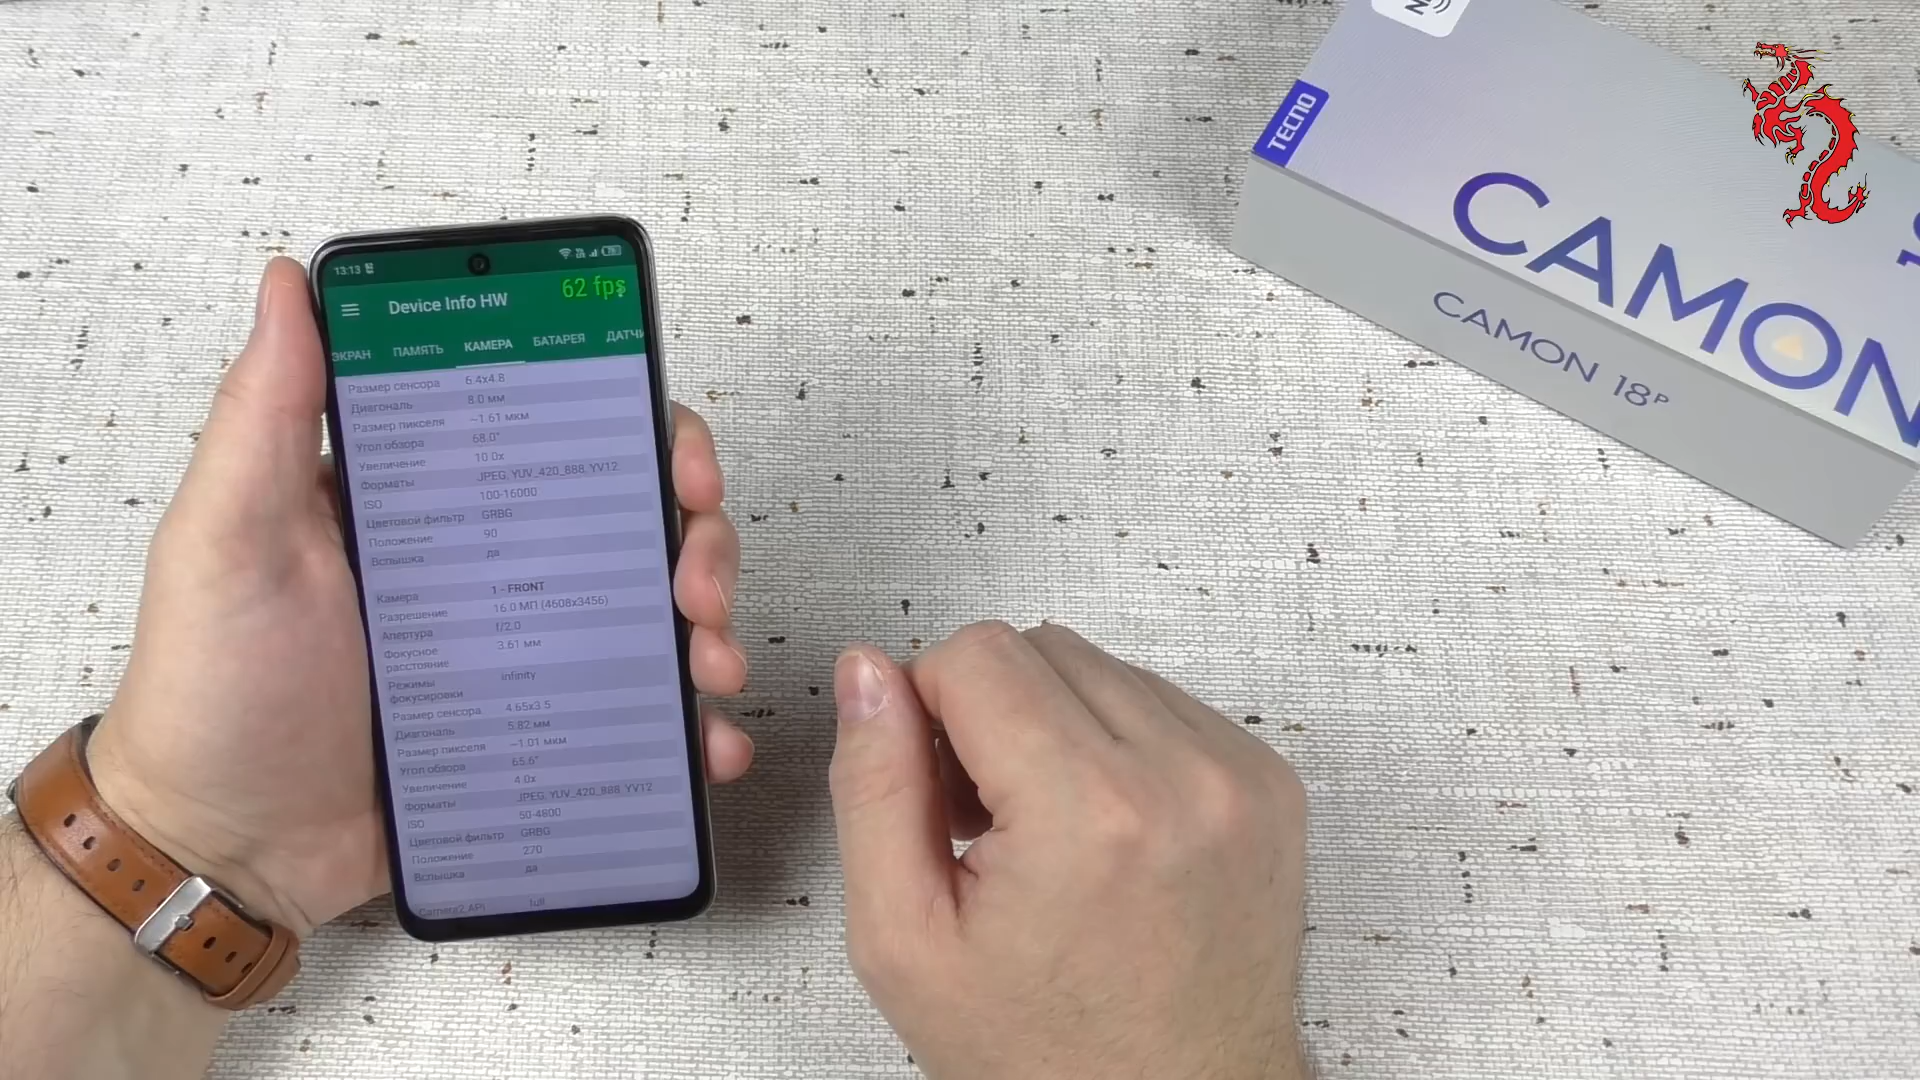 13:13
62 fps
Device Info HW
ЭКРАН ПАМЯТЬ КАМЕРА БАТАРЕЯ ДАТЧИ
Размер сенсора 6.4x4.8
Диагональ 8.0 мм
Размер пикселя ~1.61 мкм
Угол обзора 68.0°
Увеличение 10.0x
Форматы JPEG, YUV_420_888, YV12
ISO 100-16000
Цветовой фильтр GRBG
Положение 90
Вспышка да
Камера 1 - FRONT
Разрешение 16.0 МП (4608x3456)
Апертура f/2.0
Фокусное расстояние 3.61 мм
Режимы фокусировки infinity
Размер сенсора 4.65x3.5
Диагональ 5.82 мм
Размер пикселя ~1.01 мкм
Угол обзора 65.6°
Увеличение 4.0x
Форматы JPEG, YUV_420_888, YV12
ISO 50-4800
Цветовой фильтр GRBG
Положение 270
Вспышка да
Camera2 API full
TECNO
CAMON
CAMON 18P